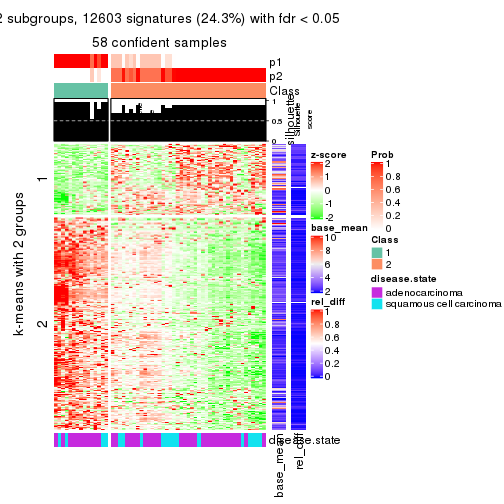 2 subgroups, 12603 signatures (24.3%) with fdr < 0.05
58 confident samples
p1
p2
Class
1
0.5
0
silhouette
Silhouette
score
k-means with 2 groups
1
2
z-score
2
1
0
-1
-2
base_mean
10
8
6
4
2
rel_diff
1
0.8
0.6
0.4
0.2
0
Prob
1
0.8
0.6
0.4
0.2
0
Class
1
2
disease.state
adenocarcinoma
squamous cell carcinoma
disease.state
base_mean
rel_diff